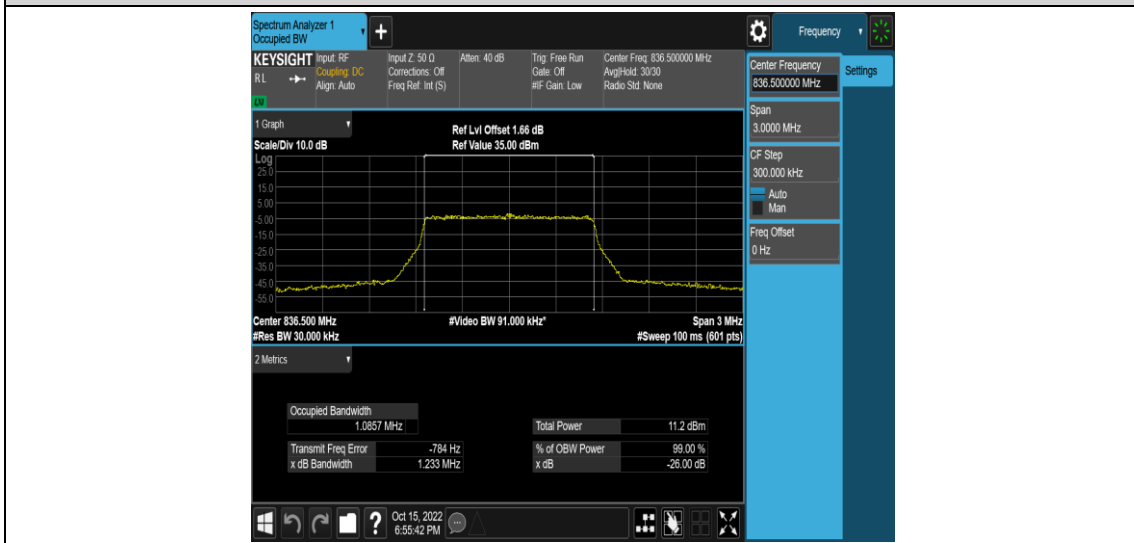 Spectrum Analyzer 1
Occupied BW
Frequency
KEYSIGHT
RL
LXI
Input: RF
Coupling: DC
Align: Auto
Input Z: 50 Ω
Corrections: Off
Freq Ref: Int (S)
Atten: 40 dB
Trig: Free Run
Gate: Off
#IF Gain: Low
Center Freq: 836.500000 MHz
Avg|Hold: 30/30
Radio Std: None
Center Frequency
836.500000 MHz
Settings
Span
3.0000 MHz
CF Step
300.000 kHz
Auto
Man
Freq Offset
0 Hz
1 Graph
Ref Lvl Offset 1.66 dB
Scale/Div 10.0 dB
Ref Value 35.00 dBm
Log
25.0
15.0
5.00
-5.00
-15.0
-25.0
-35.0
-45.0
-55.0
Center 836.500 MHz
#Video BW 91.000 kHz*
Span 3 MHz
#Res BW 30.000 kHz
#Sweep 100 ms (601 pts)
2 Metrics
Occupied Bandwidth
1.0857 MHz
Total Power 11.2 dBm
Transmit Freq Error -784 Hz
% of OBW Power 99.00 %
x dB Bandwidth 1.233 MHz
x dB -26.00 dB
?
Oct 15, 2022
6:55:42 PM